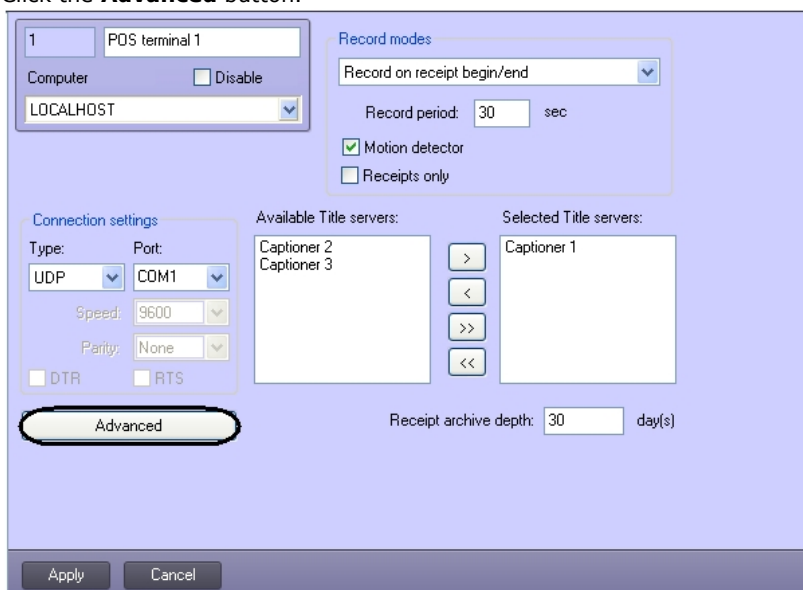 Click the Advanced button.
1 POS terminal 1
Computer Disable
LOCALHOST
Record modes
Record on receipt begin/end
Record period: 30 sec
Motion detector
Receipts only
Connection settings
Type: Port:
UDP COM1
Speed: 9600
Parity: None
DTR RTS
Available Title servers:
Captioner 2
Captioner 3
>
<
>>
<<
Selected Title servers:
Captioner 1
Advanced
Receipt archive depth: 30 day(s)
Apply Cancel